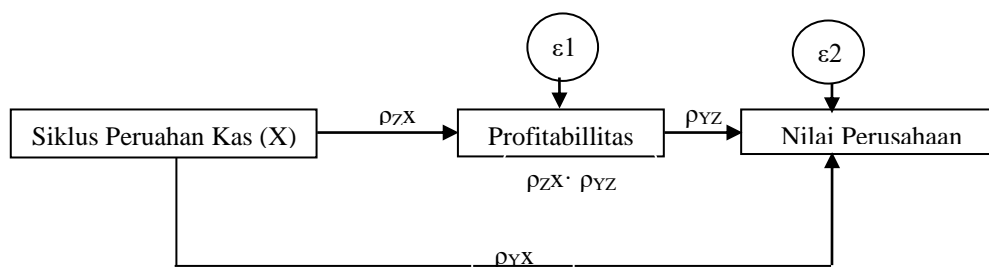 ε1
ε2
ρZx
ρYZ
Siklus Peruahan Kas (X)
Profitabillitas
Nilai Perusahaan
ρZx· ρYZ
ρYx